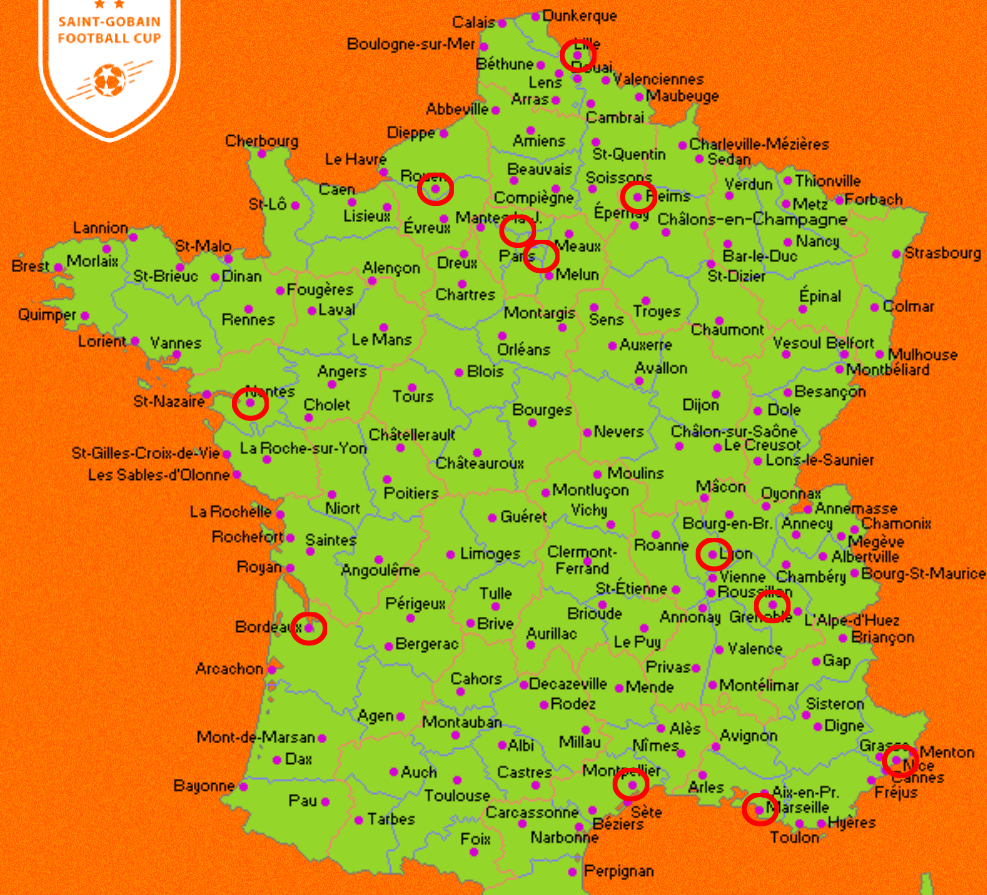 SAINT-GOBAIN
FOOTBALL CUP
Dunkerque
Calais
Lille
Boulogne-sur-Mer
Béthune
Douai
Lens
Valenciennes
Arras
Maubeuge
Abbeville
Cambrai
Dieppe
Amiens
Cherbourg
Charleville-Mézières
St-Quentin
Sedan
Le Havre
Beauvais
Rouen
Soissons
Thionville
Caen
Verdun
Compiègne
Reims
Forbach
St-Lô
Metz
Lisieux
Épernay
Mantes-la-J.
Châlons-en-Champagne
Évreux
Lannion
Nancy
St-Malo
Meaux
Strasbourg
Paris
Bar-le-Duc
Morlaix
Dreux
Brest
Alençon
St-Brieuc
Dinan
Melun
St-Dizier
Fougères
Chartres
Épinal
Colmar
Laval
Montargis
Troyes
Quimper
Rennes
Sens
Chaumont
Le Mans
Lorient
Vannes
Orléans
Auxerre
Vesoul
Belfort
Mulhouse
Avallon
Montbéliard
Angers
Blois
Nantes
Besançon
Tours
St-Nazaire
Cholet
Dijon
Dole
Bourges
Nevers
Châlon-sur-Saône
Châtellerault
La Roche-sur-Yon
Le Creusot
St-Gilles-Croix-de-Vie
Lons-le-Saunier
Châteauroux
Les Sables-d'Olonne
Moulins
Mâcon
Poitiers
Montluçon
Oyonnax
Niort
Vichy
Annemasse
La Rochelle
Guéret
Bourg-en-Br.
Annecy
Chamonix
Rochefort
Saintes
Roanne
Megève
Limoges
Clermont-
Ferrand
Lyon
Albertville
Royan
Angoulême
Vienne
Chambéry
Bourg-St-Maurice
St-Étienne
Roussillon
Tulle
Périgueux
Brioude
Annonay
Grenoble
L'Alpe-d'Huez
Bordeaux
Brive
Aurillac
Le Puy
Briançon
Bergerac
Valence
Arcachon
Privas
Gap
Cahors
Decazeville
Mende
Montélimar
Rodez
Sisteron
Agen
Montauban
Digne
Mont-de-Marsan
Alès
Avignon
Albi
Millau
Nîmes
Grasse
Menton
Dax
Nice
Auch
Castres
Montpellier
Cannes
Bayonne
Arles
Aix-en-Pr.
Fréjus
Toulouse
Pau
Marseille
Carcassonne
Sète
Tarbes
Béziers
Hyères
Foix
Narbonne
Toulon
Perpignan